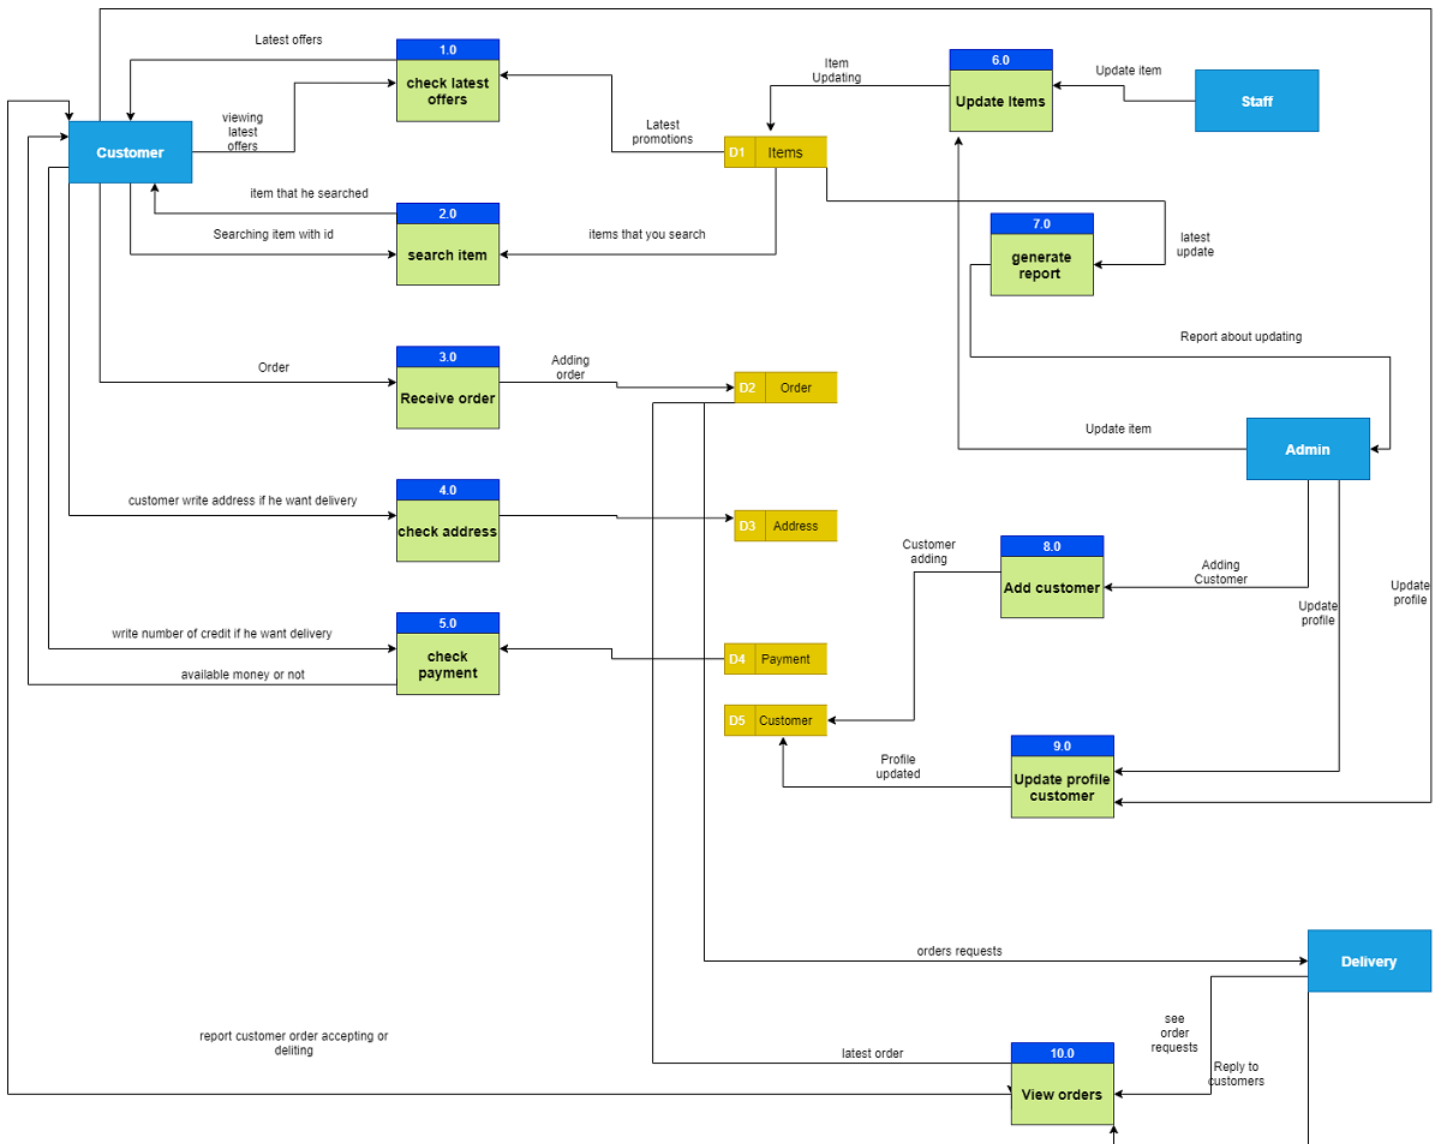 Latest offers
1.0
check latest
offers
viewing
latest
offers
Customer
Latest
promotions
Item
Updating
6.0
Update Items
Update item
Staff
D1 Items
item that he searched
2.0
search item
Searching item with id
items that you search
7.0
generate
report
latest
update
Report about updating
Order
3.0
Receive order
Adding
order
D2 Order
Update item
Admin
customer write address if he want delivery
4.0
check address
D3 Address
Customer
adding
8.0
Add customer
Adding
Customer
Update
profile
Update
profile
write number of credit if he want delivery
5.0
check
payment
available money or not
D4 Payment
D5 Customer
Profile
updated
9.0
Update profile
customer
orders requests
Delivery
report customer order accepting or
deliting
latest order
10.0
View orders
see
order
requests
Reply to
customers